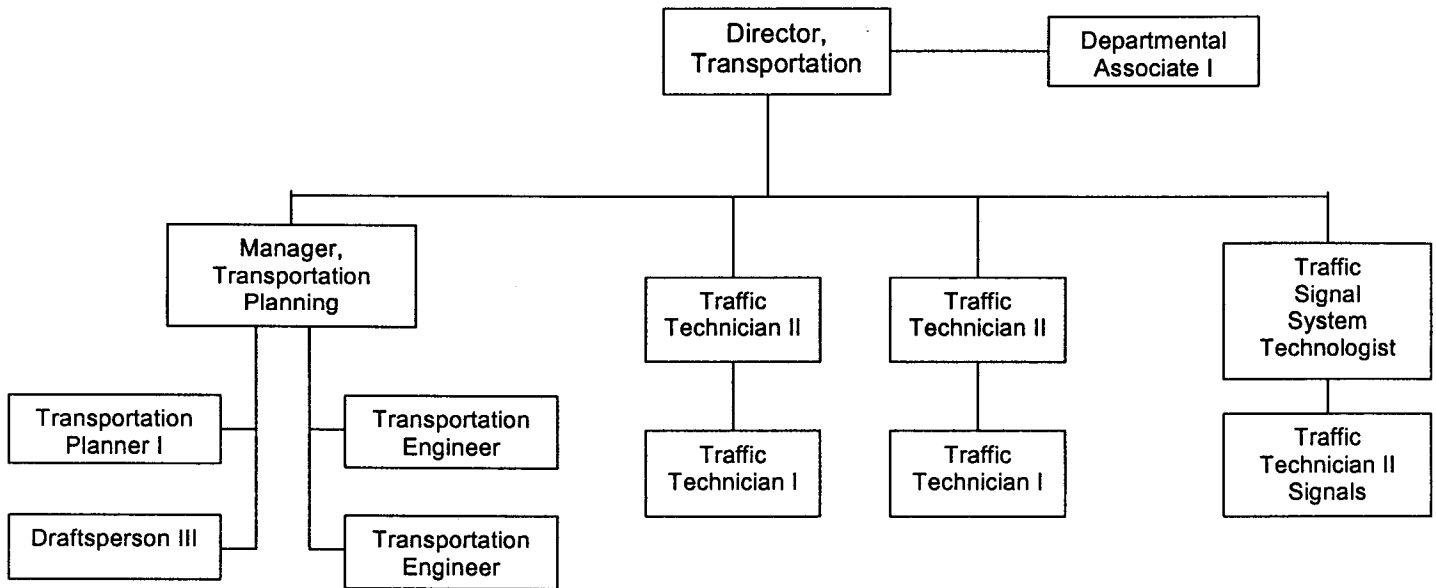 Director,
Transportation
Departmental
Associate I
Manager,
Transportation
Planning
Traffic
Technician II
Traffic
Technician II
Traffic
Signal
System
Technologist
Transportation
Planner I
Transportation
Engineer
Traffic
Technician I
Traffic
Technician I
Traffic
Technician II
Signals
Draftsperson III
Transportation
Engineer